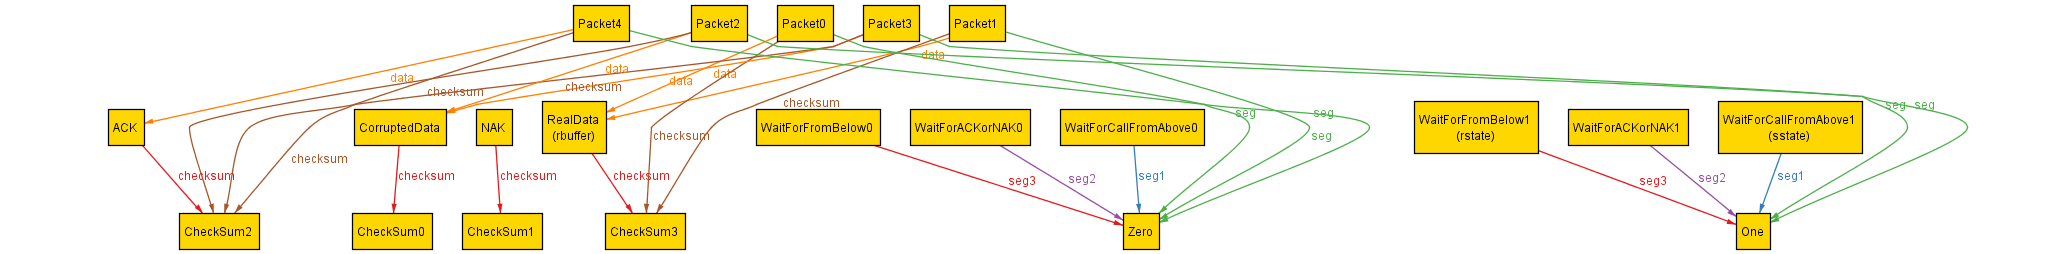 Packet4
Packet2
Packet0
Packet3
Packet1
data
data
data
data
data
checksum
checksum
checksum
checksum
checksum
seg
seg
seg
seg
seg
ACK
CorruptedData
NAK
RealData
(rbuffer)
WaitForFromBelow0
WaitForACKorNAK0
WaitForCallFromAbove0
WaitForFromBelow1
(rstate)
WaitForACKorNAK1
WaitForCallFromAbove1
(sstate)
checksum
checksum
checksum
checksum
seg3
seg2
seg1
seg3
seg2
seg1
CheckSum2
CheckSum0
CheckSum1
CheckSum3
Zero
One